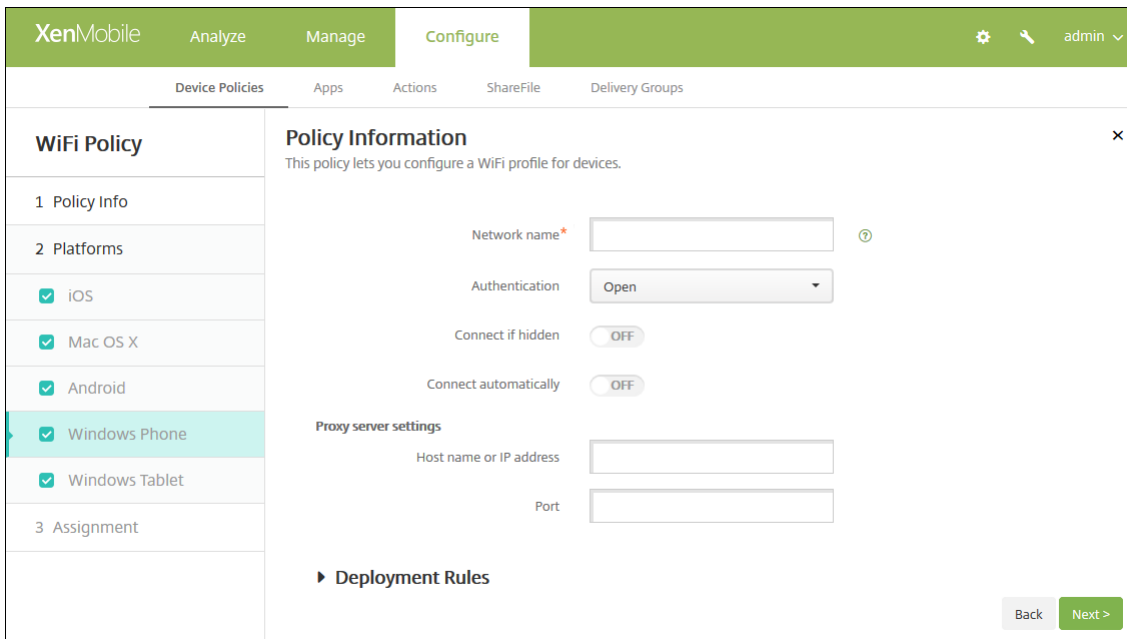 XenMobile Analyze Manage Configure admin
Device Policies Apps Actions ShareFile Delivery Groups
WiFi Policy
1 Policy Info
2 Platforms
iOS
Mac OS X
Android
Windows Phone
Windows Tablet
3 Assignment
Policy Information
This policy lets you configure a WiFi profile for devices.
Network name*
Authentication Open
Connect if hidden OFF
Connect automatically OFF
Proxy server settings
Host name or IP address
Port
Deployment Rules
Back Next >